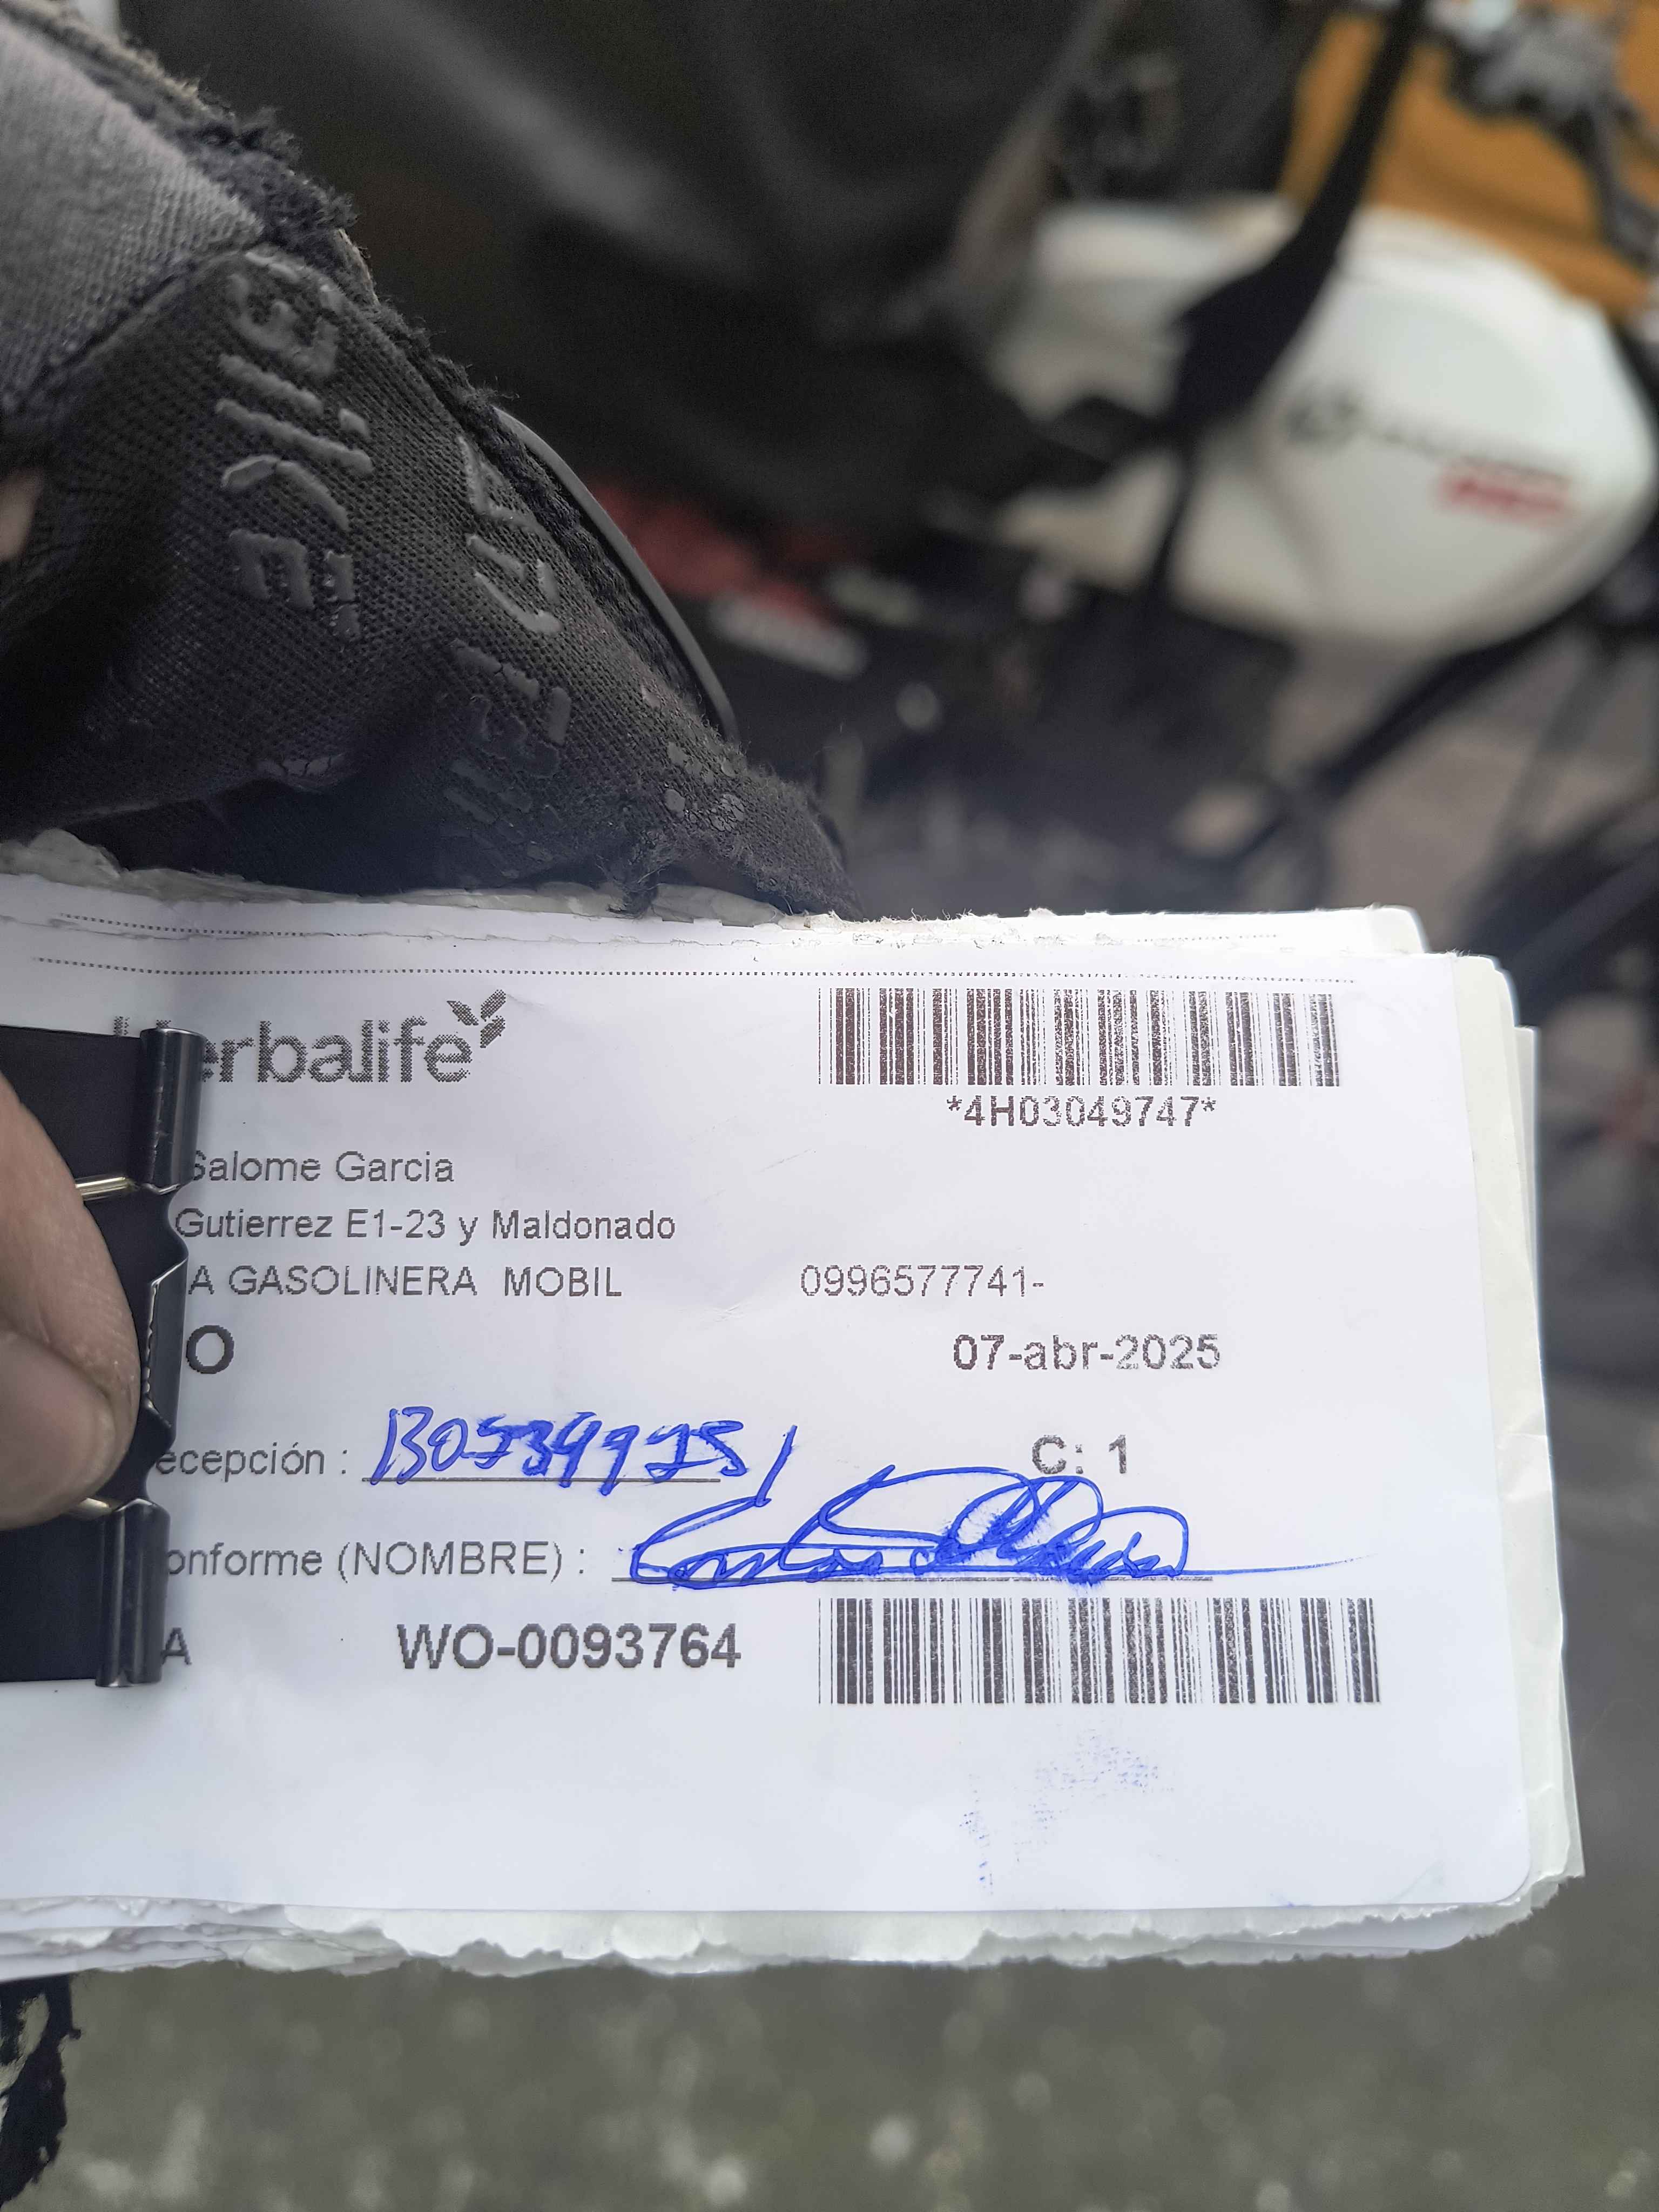 erbalife
*4H03049747*
Salome Garcia
Gutierrez E1-23 y Maldonado
A GASOLINERA MOBIL 0996577741-
O 07-abr-2025
ecepción : C: 1
onforme (NOMBRE) :
A WO-0093764